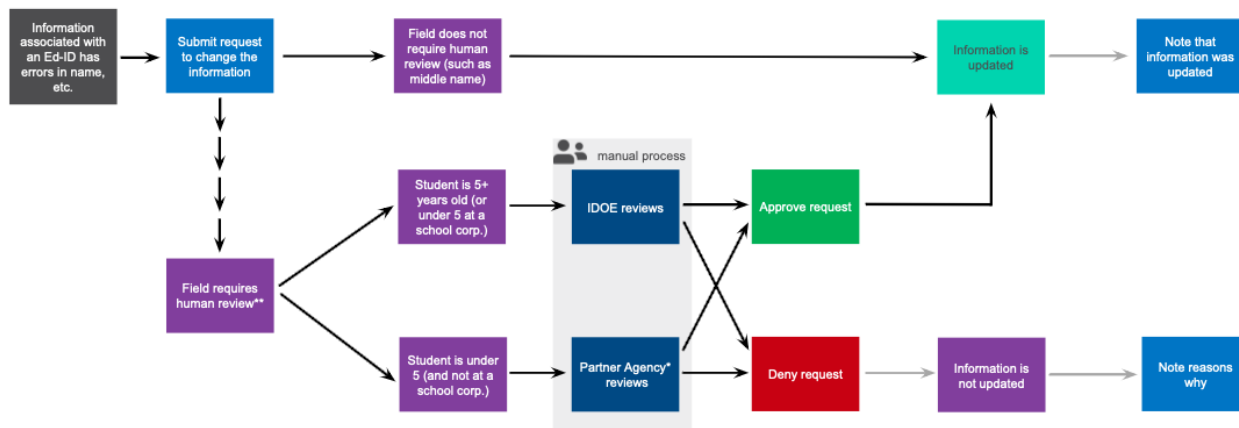 Information
associated with
an Ed-ID has
errors in name,
etc.
Submit request
to change the
information
Field does not
require human
review (such as
middle name)
Information is
updated
Note that
information was
updated
manual process
Student is 5+
years old (or
under 5 at a
school corp.)
IDOE reviews
Approve request
Field requires
human review**
Student is under
5 (and not at a
school corp.)
Partner Agency*
reviews
Deny request
Information is
not updated
Note reasons
why